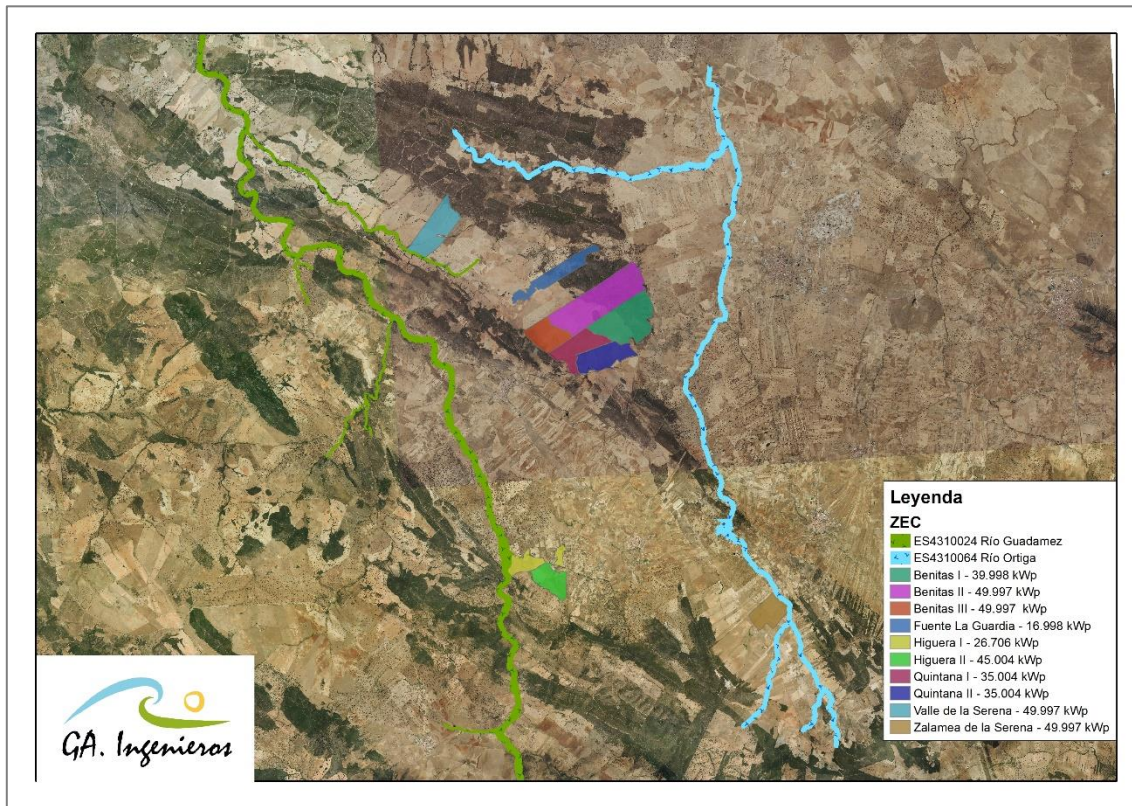 Leyenda
ZEC
ES4310024 Río Guadamez
ES4310064 Río Ortiga
Benitas I - 39.998 kWp
Benitas II - 49.997 kWp
Benitas III - 49.997 kWp
Fuente La Guardia - 16.998 kWp
Higuera I - 26.706 kWp
Higuera II - 45.004 kWp
Quintana I - 35.004 kWp
Quintana II - 35.004 kWp
Valle de la Serena - 49.997 kWp
Zalamea de la Serena - 49.997 kWp
GA. Ingenieros